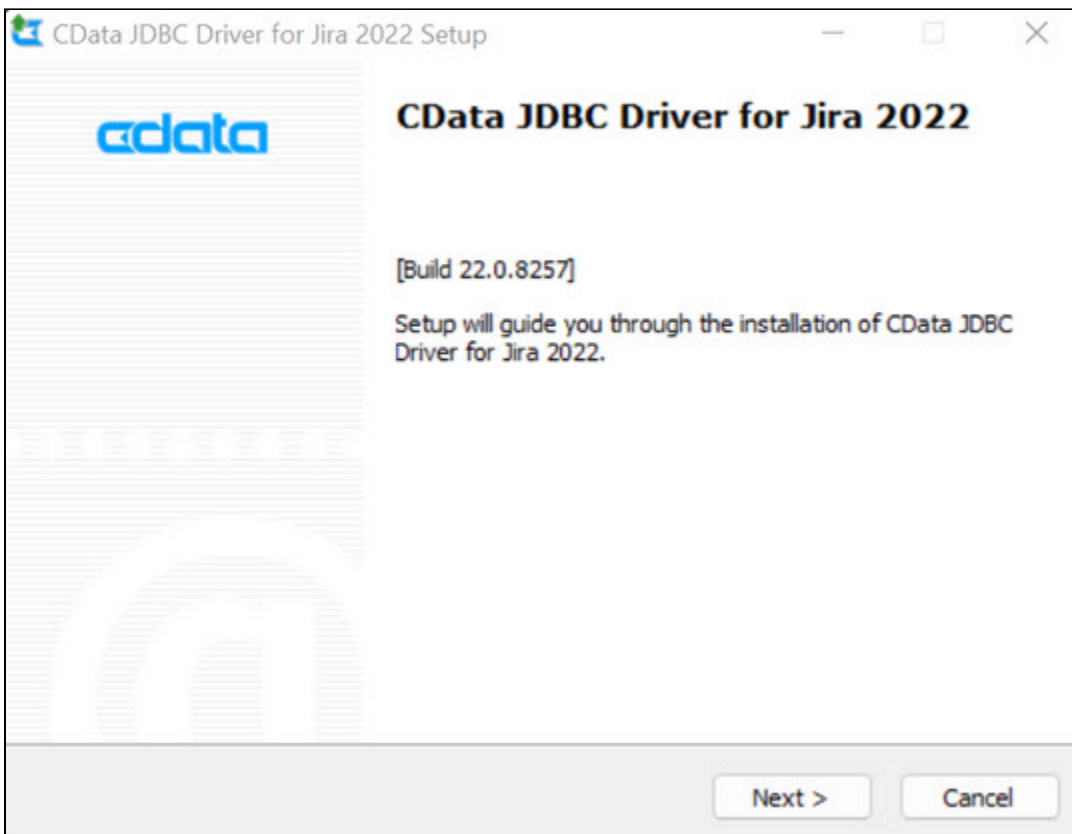 CData JDBC Driver for Jira 2022 Setup
cdata
CData JDBC Driver for Jira 2022
[Build 22.0.8257]
Setup will guide you through the installation of CData JDBC
Driver for Jira 2022.
Next >
Cancel